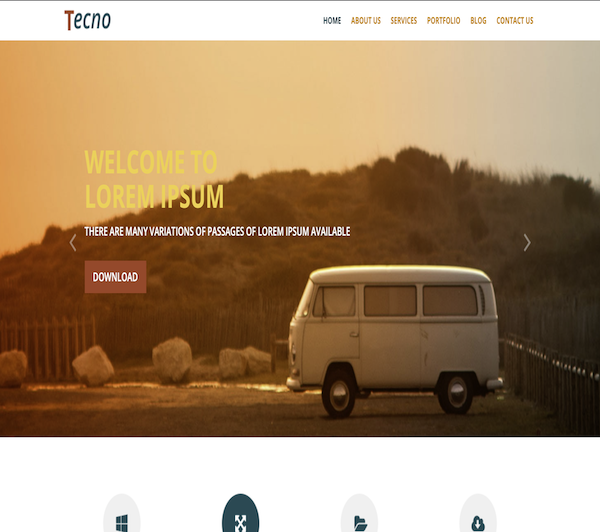 Tecno
HOME ABOUT US SERVICES PORTFOLIO BLOG CONTACT US
WELCOME TO
LOREM IPSUM
THERE ARE MANY VARIATIONS OF PASSAGES OF LOREM IPSUM AVAILABLE
DOWNLOAD